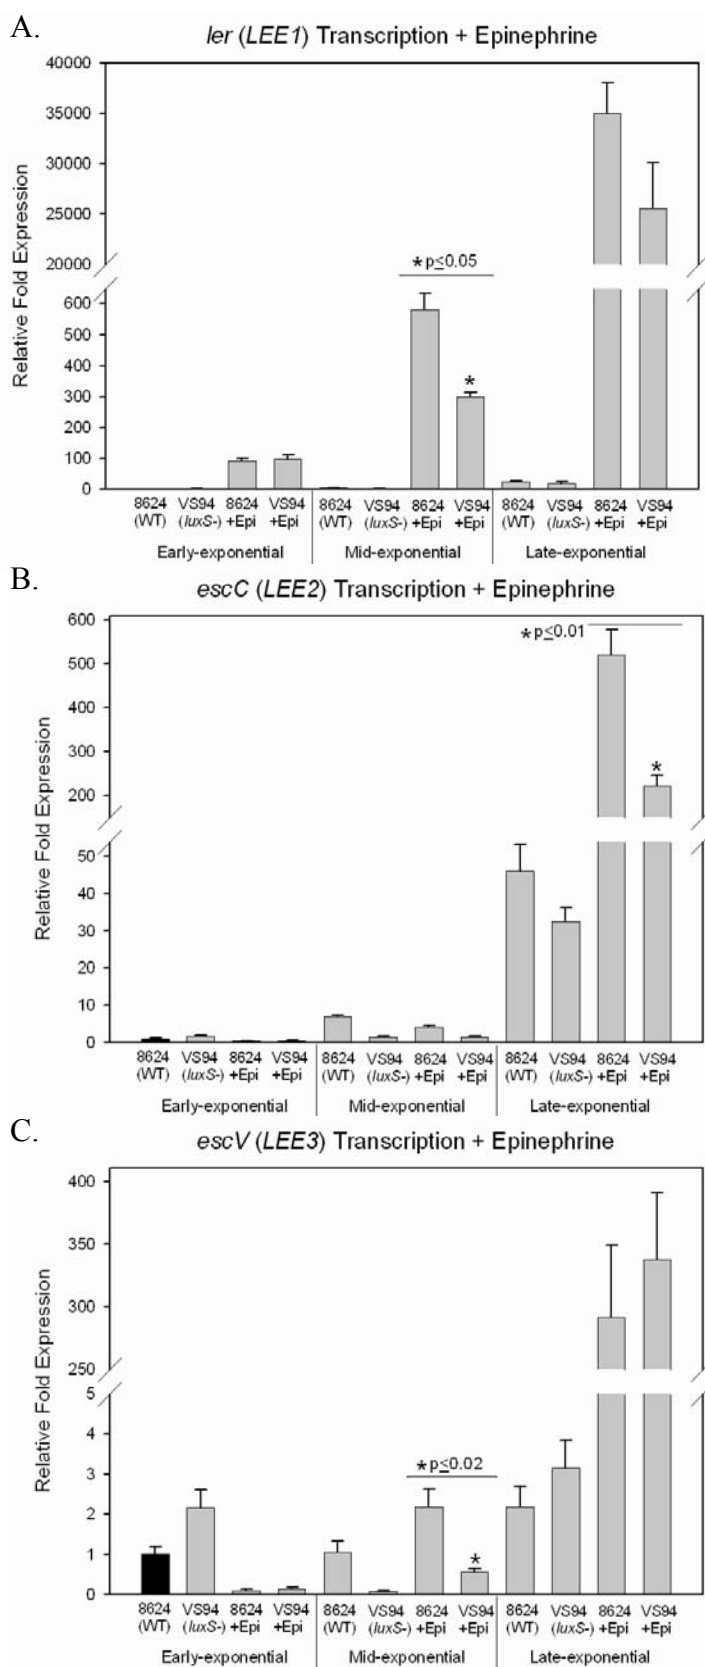 A.
ler (LEE1) Transcription + Epinephrine
40000
35000
30000
25000
20000
600
500
400
300
200
100
0
Relative Fold Expression
* p≤0.05
*
8624 VS94 8624 VS94 8624 VS94 8624 VS94 8624 VS94 8624 VS94
(WT) (luxS-) +Epi +Epi (WT) (luxS-) +Epi +Epi (WT) (luxS-) +Epi +Epi
Early-exponential Mid-exponential Late-exponential
B.
escC (LEE2) Transcription + Epinephrine
600
500
400
300
200
50
40
30
20
10
0
Relative Fold Expression
* p≤0.01
*
8624 VS94 8624 VS94 8624 VS94 8624 VS94 8624 VS94 8624 VS94
(WT) (luxS-) +Epi +Epi (WT) (luxS-) +Epi +Epi (WT) (luxS-) +Epi +Epi
Early-exponential Mid-exponential Late-exponential
C.
escV (LEE3) Transcription + Epinephrine
400
350
300
250
5
4
3
2
1
0
Relative Fold Expression
* p≤0.02
*
8624 VS94 8624 VS94 8624 VS94 8624 VS94 8624 VS94 8624 VS94
(WT) (luxS-) +Epi +Epi (WT) (luxS-) +Epi +Epi (WT) (luxS-) +Epi +Epi
Early-exponential Mid-exponential Late-exponential